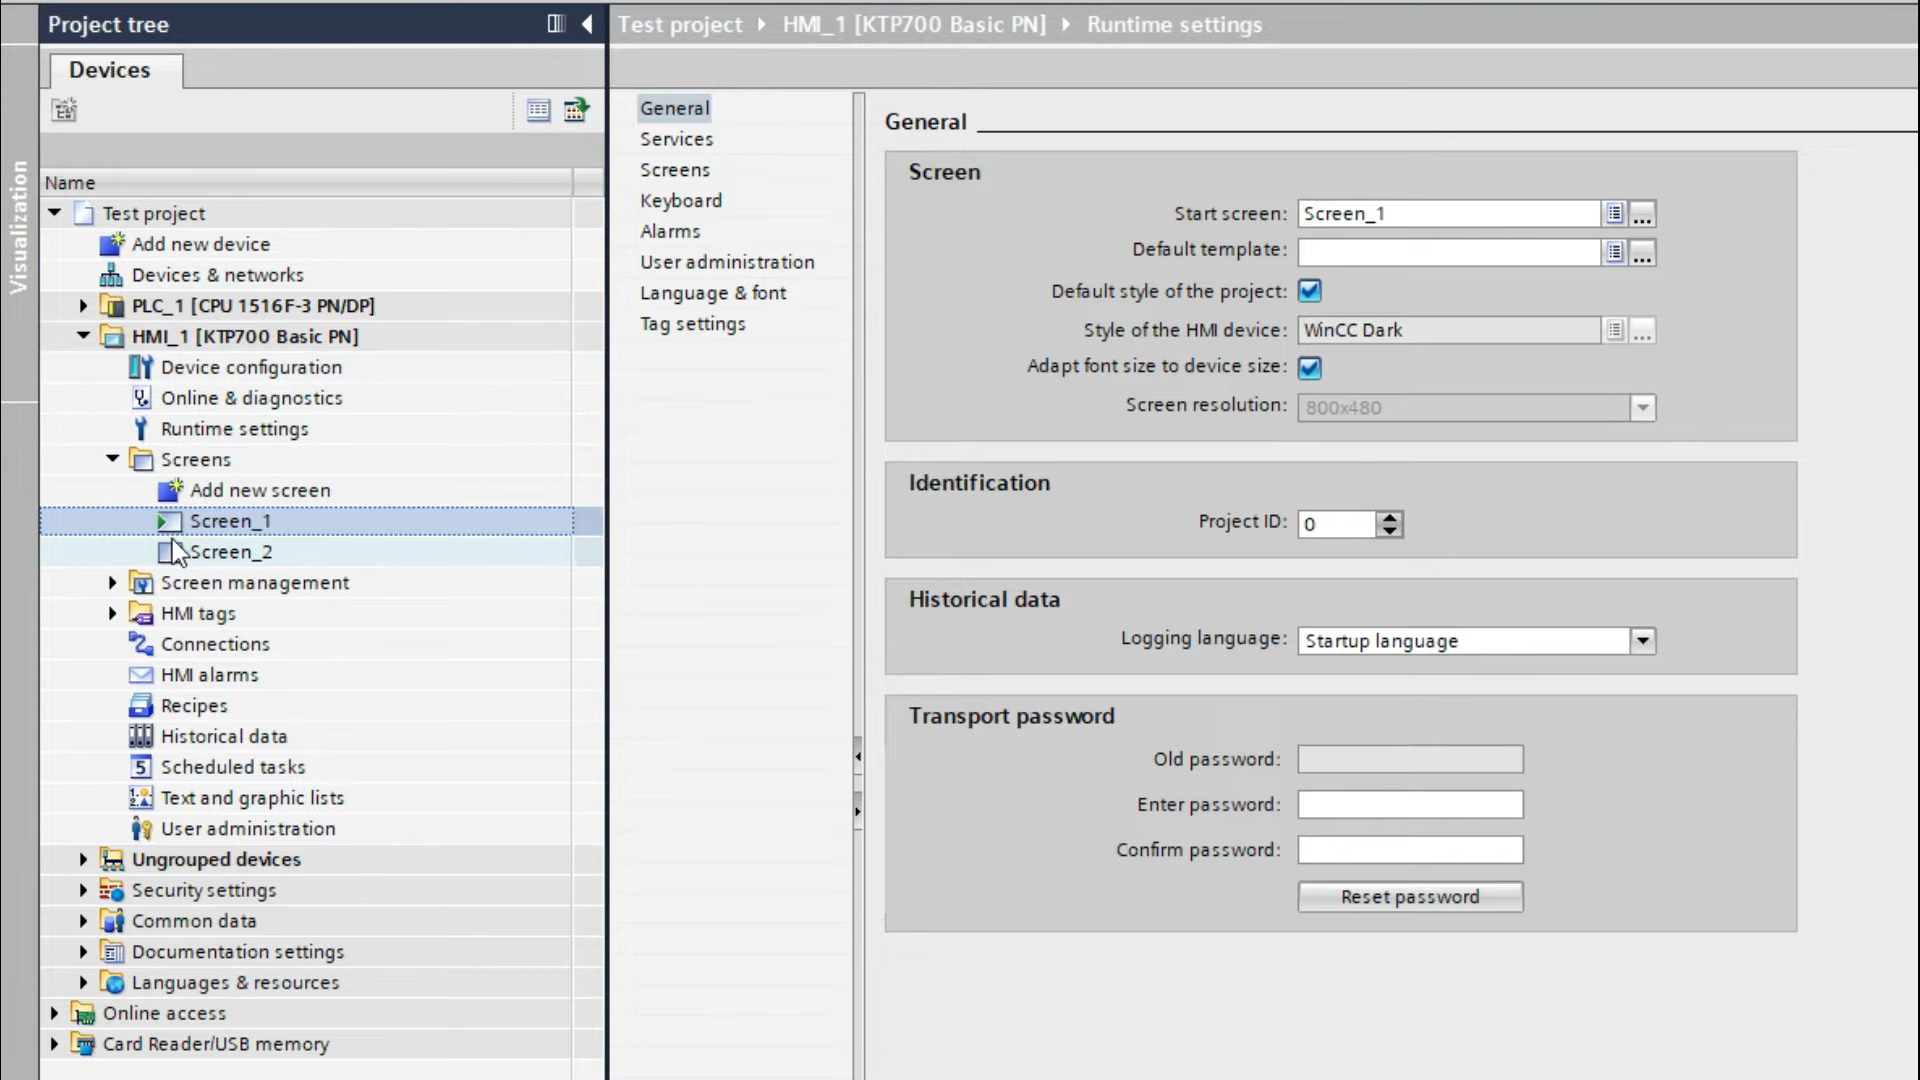 Project tree
Test project HMI_1 [KTP700 Basic PN] Runtime settings
Devices
Visualization
Name
Test project
Add new device
Devices & networks
PLC_1 [CPU 1516F-3 PN/DP]
HMI_1 [KTP700 Basic PN]
Device configuration
Online & diagnostics
Runtime settings
Screens
Add new screen
Screen_1
Screen_2
Screen management
HMI tags
Connections
HMI alarms
Recipes
Historical data
Scheduled tasks
Text and graphic lists
User administration
Ungrouped devices
Security settings
Common data
Documentation settings
Languages & resources
Online access
Card Reader/USB memory
General
Services
Screens
Keyboard
Alarms
User administration
Language & font
Tag settings
General
Screen
Start screen: Screen_1
Default template:
Default style of the project:
Style of the HMI device: WinCC Dark
Adapt font size to device size:
Screen resolution: 800x480
Identification
Project ID: 0
Historical data
Logging language: Startup language
Transport password
Old password:
Enter password:
Confirm password:
Reset password